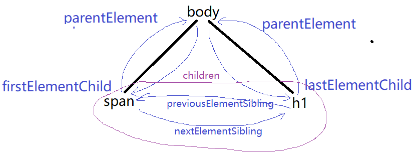 body
parentElement
parentElement
children
firstElementChild
lastElementChild
span
previousElementSibling
h1
nextElementSibling